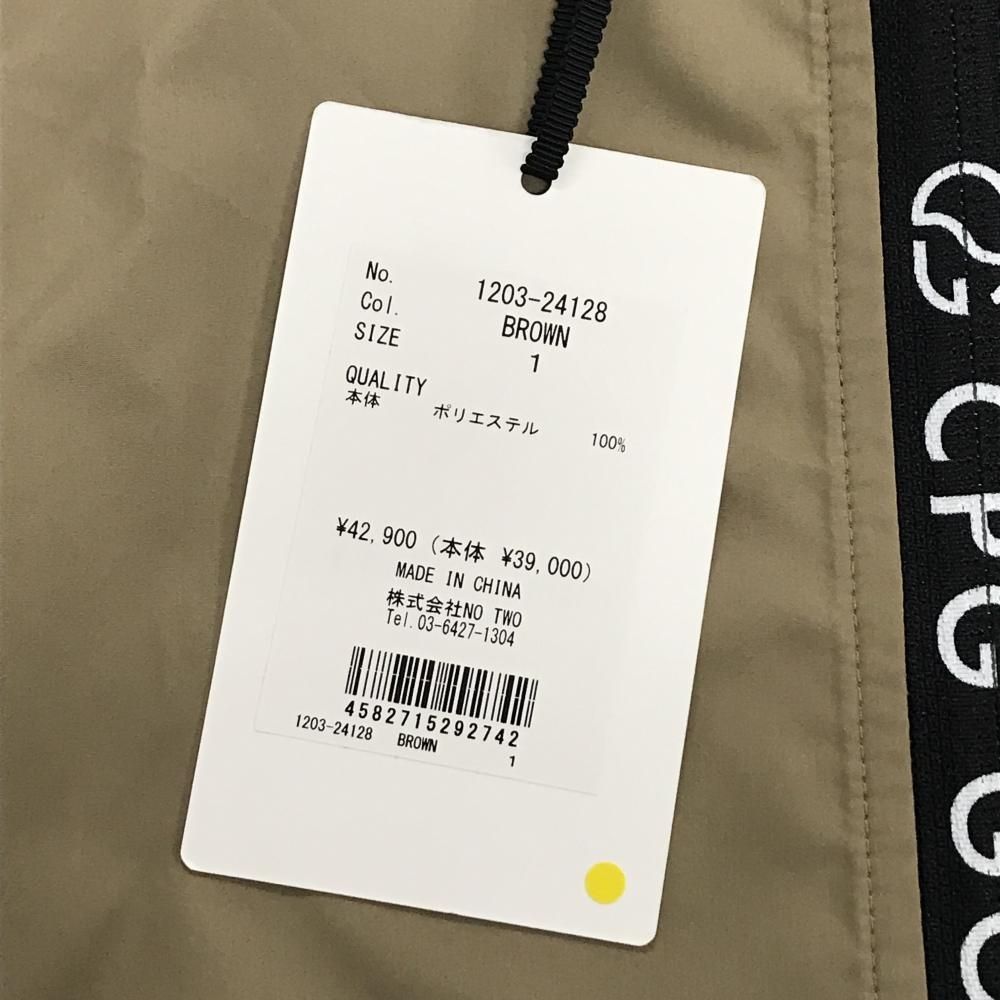 No. 1203-24128
Col. BROWN
SIZE 1
QUALITY
本体 ポリエステル 100%
¥42,900 (本体 ¥39,000)
MADE IN CHINA
株式会社NO TWO
Tel.03-6427-1304
4582715292742
1203-24128 BROWN
1
CPG GO